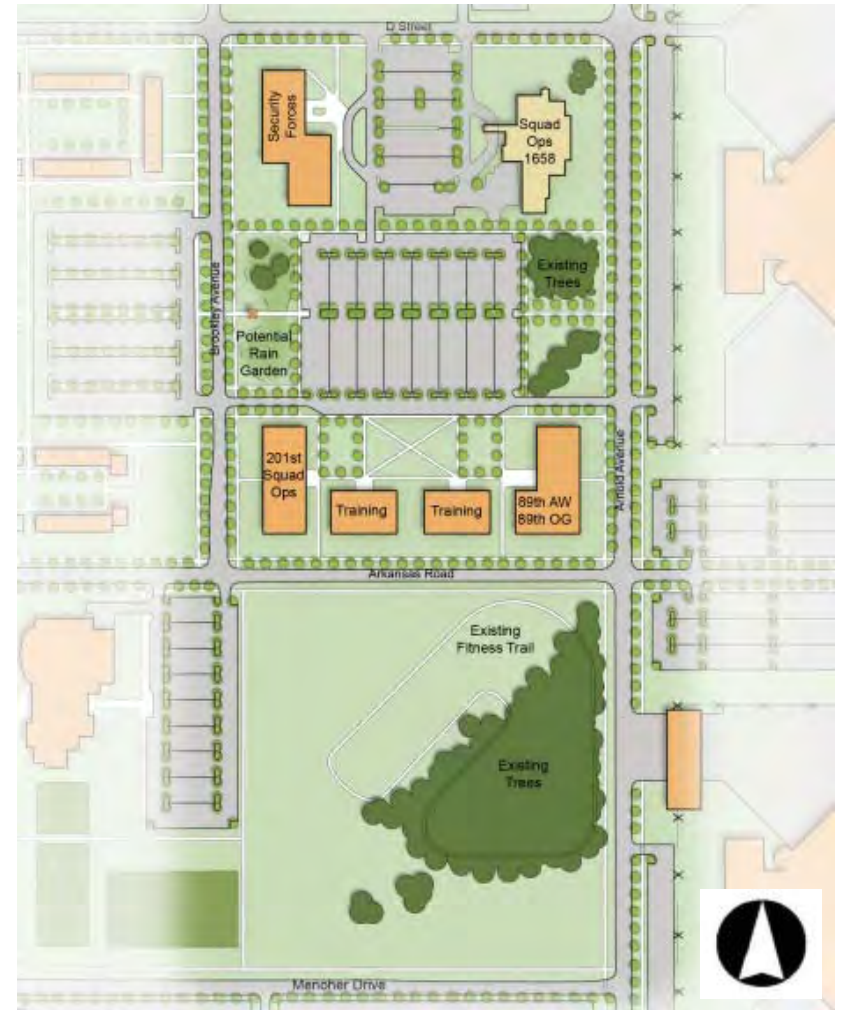 D Street
Security
Forces
Squad
Ops
1658
Existing
Trees
Brookley Avenue
Potential
Rain
Garden
201st
Squad
Ops
Training
Training
89th AW
89th OG
Arnold Avenue
Arkansas Road
Existing
Fitness Trail
Existing
Trees
Menoher Drive